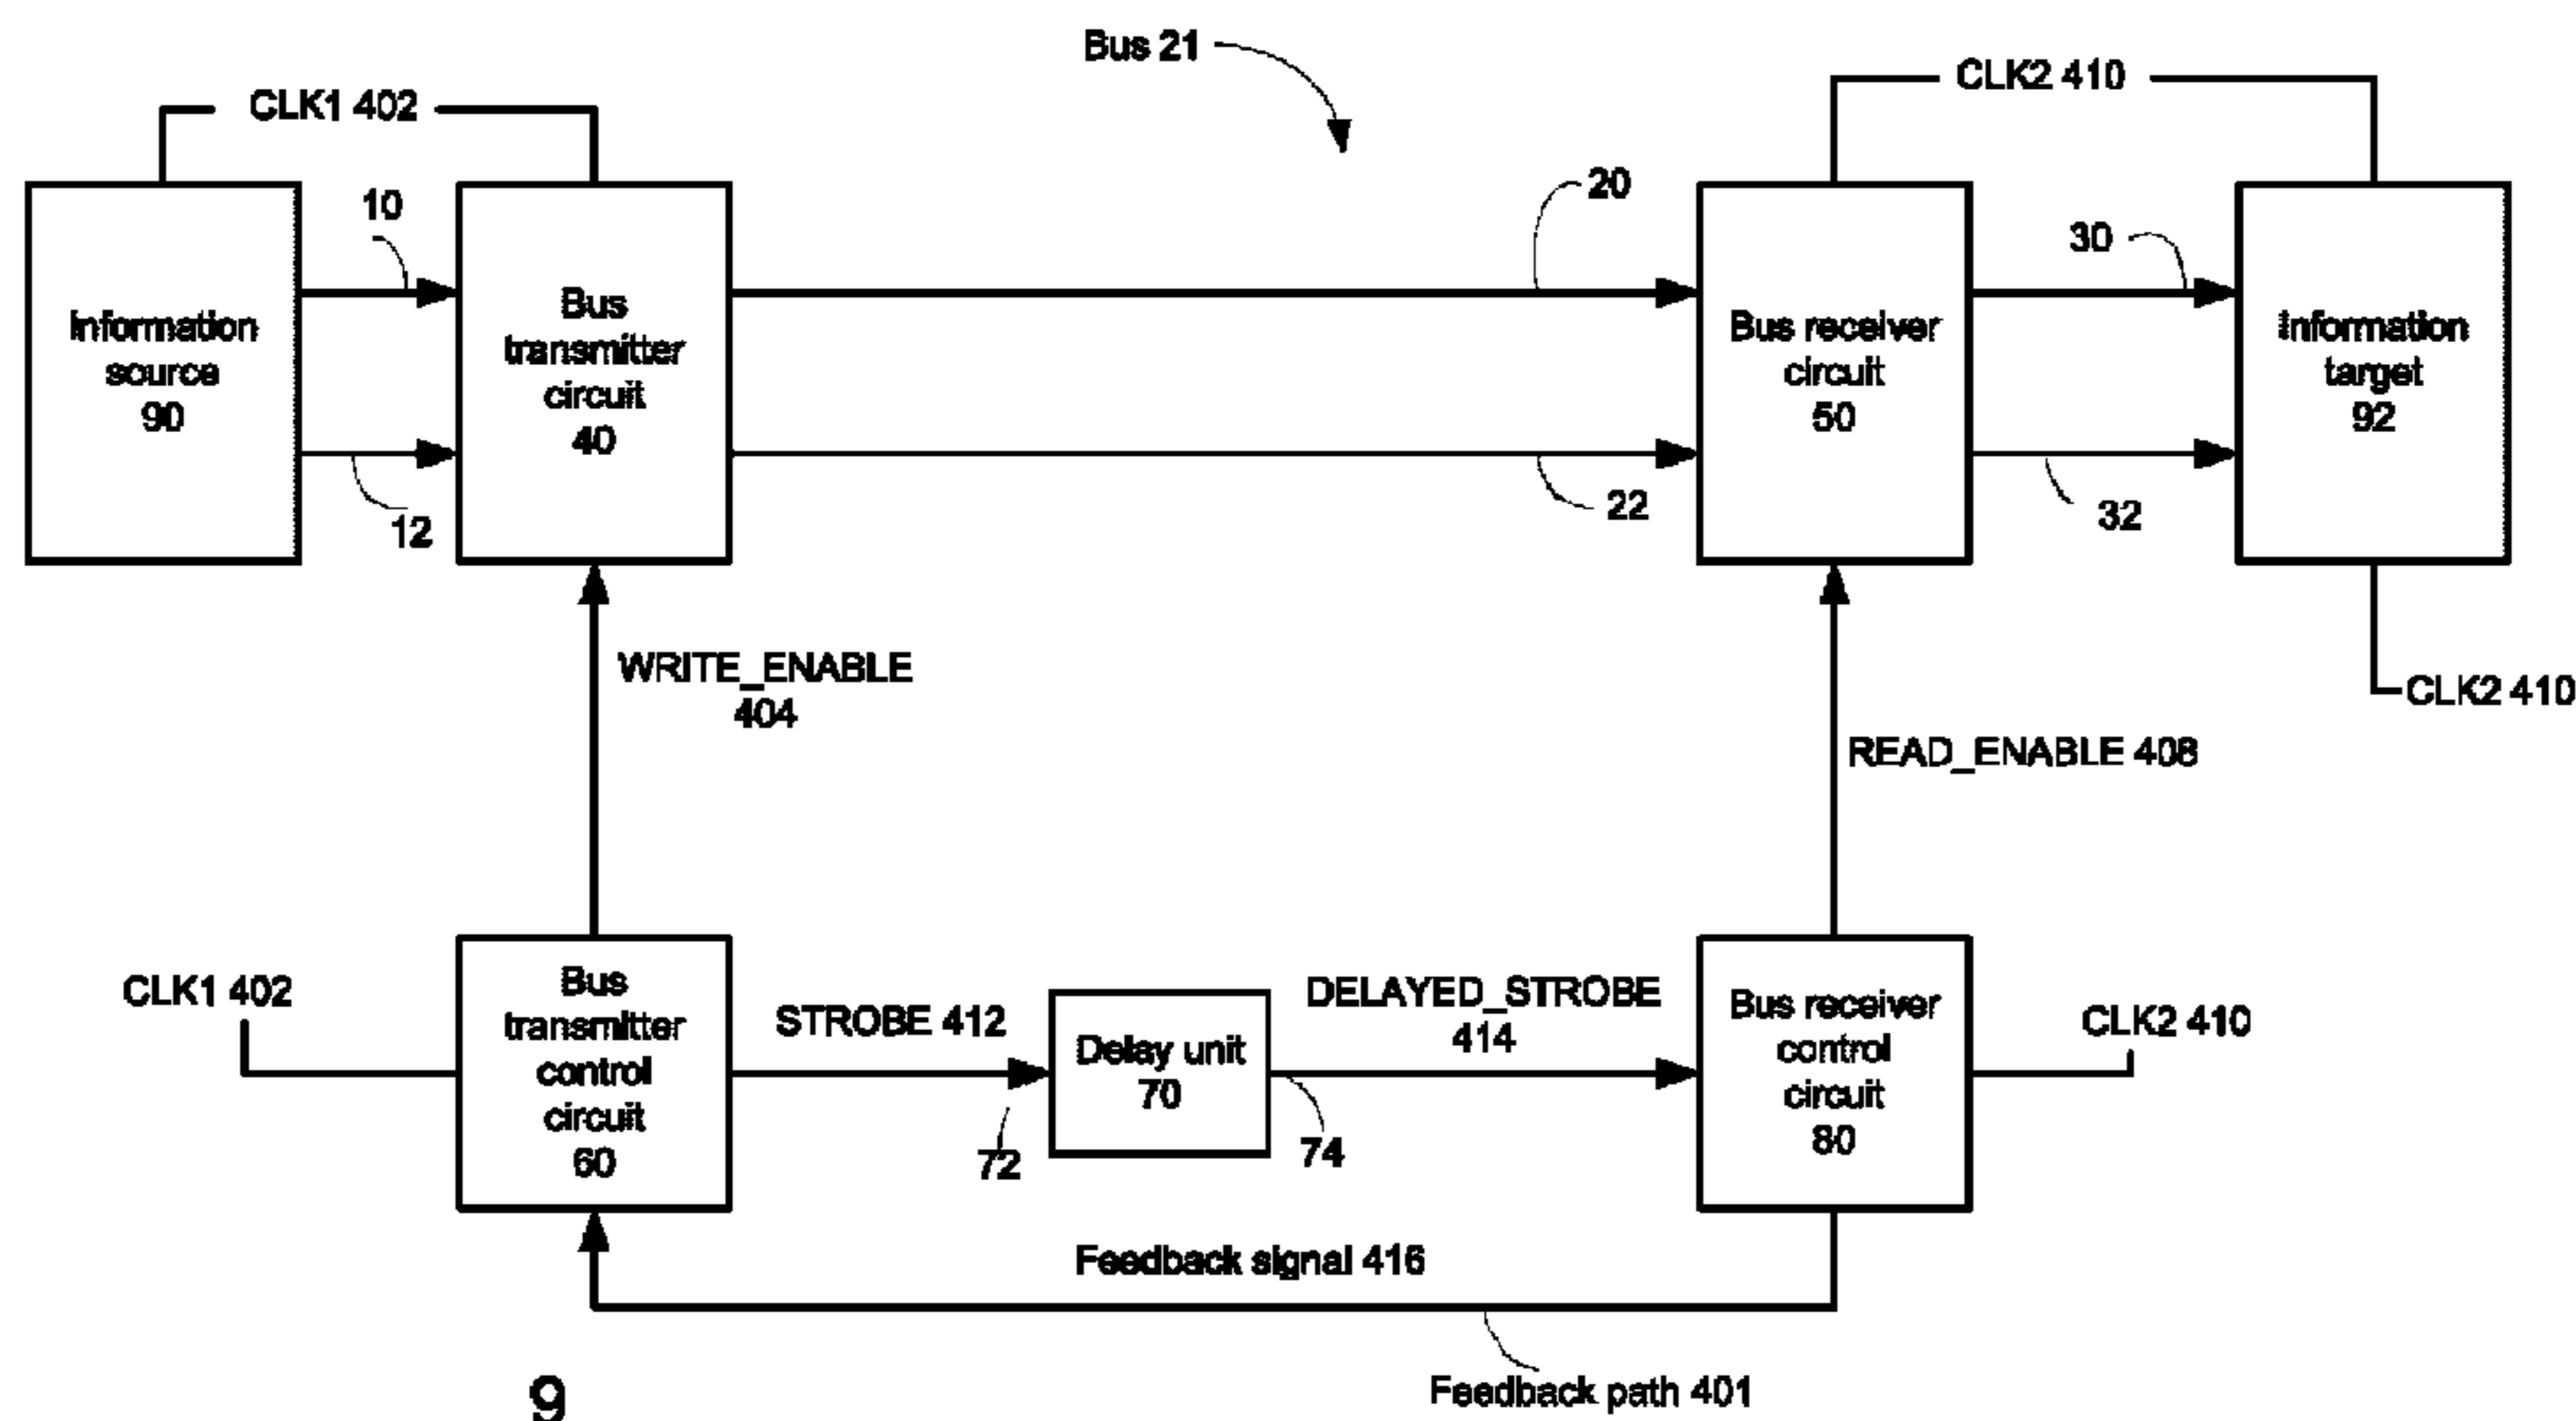 Bus 21
CLK1 402
CLK2 410
10
20
30
Information
source
90
Bus
transmitter
circuit
40
Bus receiver
circuit
50
Information
target
92
12
22
32
WRITE_ENABLE
404
READ_ENABLE 408
CLK2 410
CLK1 402
Bus
transmitter
control
circuit
60
STROBE 412
72
Delay unit
70
DELAYED_STROBE
414
74
Bus receiver
control
circuit
80
CLK2 410
Feedback signal 416
Feedback path 401
9